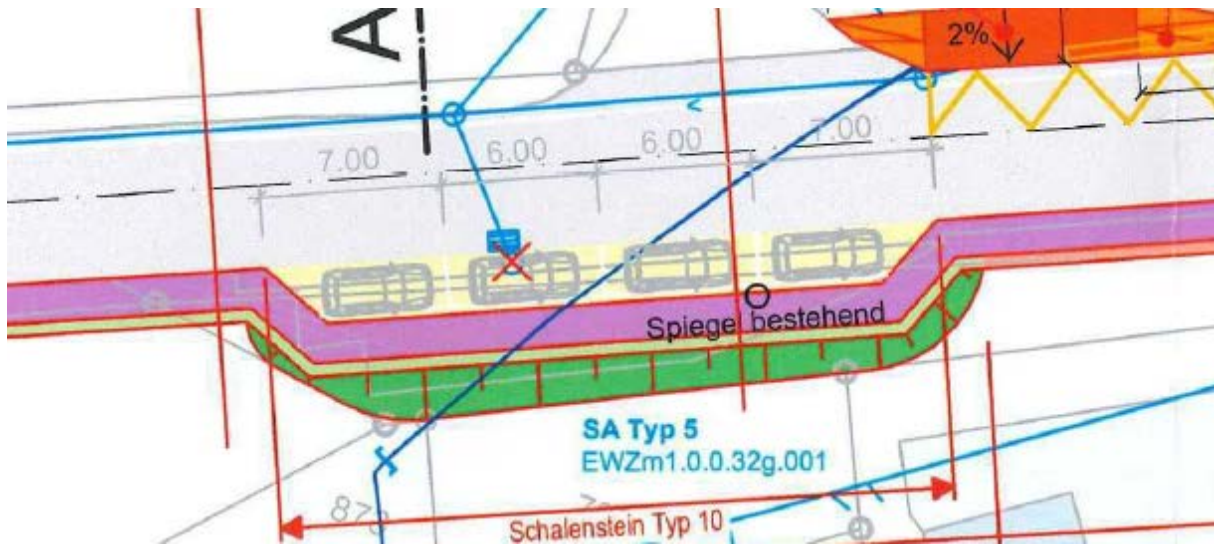 A
2%
7.00
6.00
6.00
7.00
Spiegel bestehend
SA Typ 5
EWZm1.0.0.32g.001
Schalenstein Typ 10